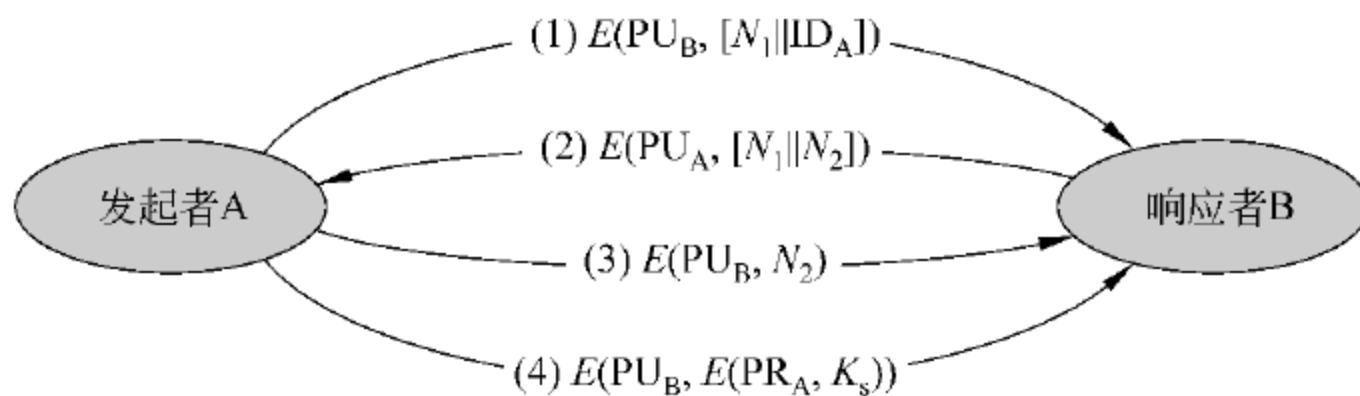 (1) E(PU_B, [N_1||ID_A])
(2) E(PU_A, [N_1||N_2])
发起者A
响应者B
(3) E(PU_B, N_2)
(4) E(PU_B, E(PR_A, K_s))